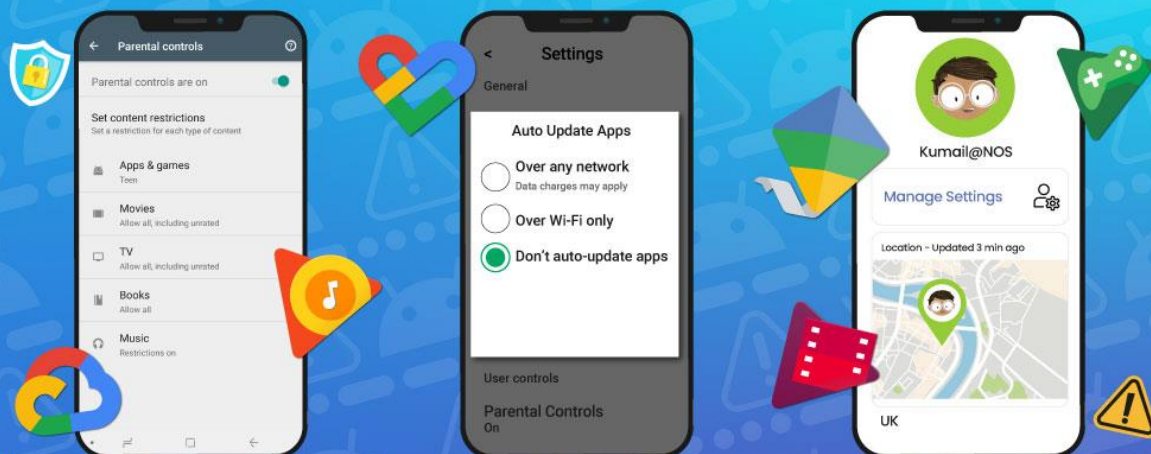 Parental controls
Parental controls are on
Set content restrictions
Set a restriction for each type of content
Apps & games
Teen
Movies
Allow all, including unrated
TV
Allow all, including unrated
Books
Allow all
Music
Restrictions on
< Settings
General
Auto Update Apps
Over any network
Data charges may apply
Over Wi-Fi only
Don't auto-update apps
User controls
Parental Controls
On
Kumail@NOS
Manage Settings
Location - Updated 3 min ago
UK